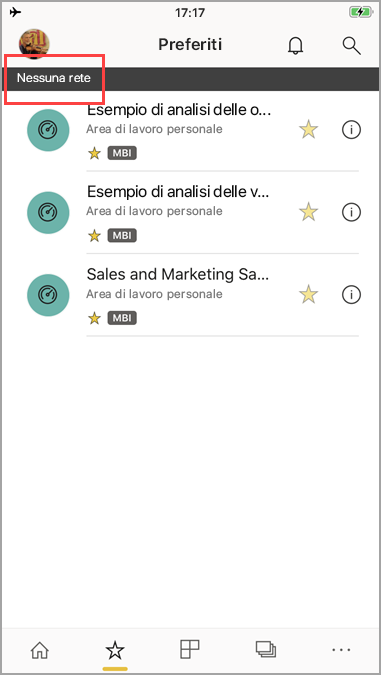 17:17
Preferiti
Nessuna rete
Esempio di analisi delle o...
Area di lavoro personale
MBI
Esempio di analisi delle v...
Area di lavoro personale
MBI
Sales and Marketing Sa...
Area di lavoro personale
MBI